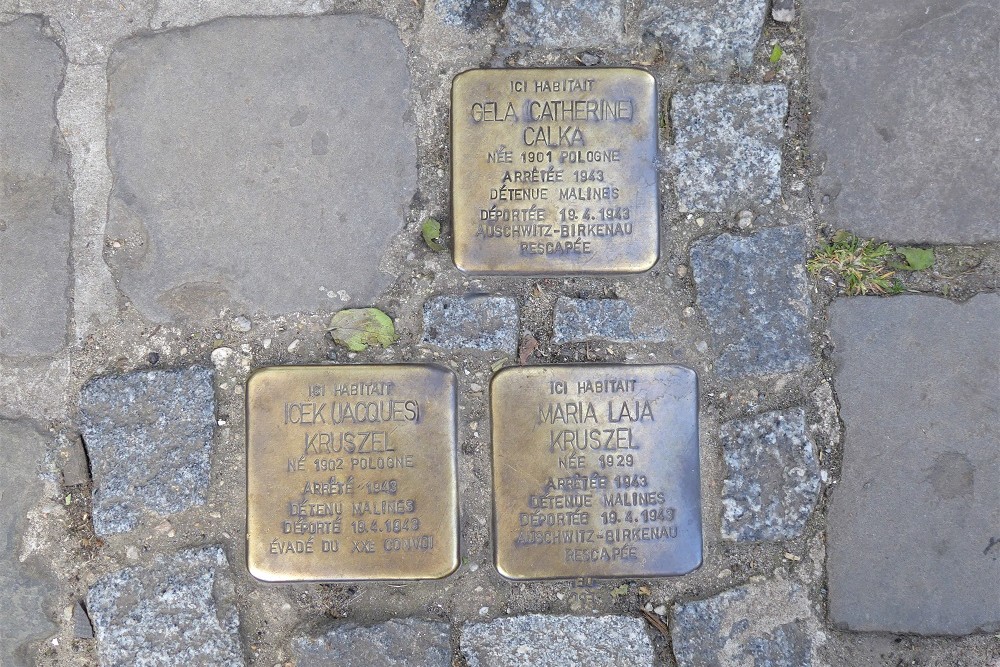 ICI HABITAIT
GELA (CATHERINE)
CALKA
NÉE 1901 POLOGNE
ARRÊTÉE 1943
DÉTENUE MALINES
DÉPORTÉE 19.4.1943
AUSCHWITZ-BIRKENAU
RESCAPÉE
ICI HABITAIT
ICEK (JACQUES)
KRUSZEL
NÉ 1902 POLOGNE
ARRÊTÉ 1943
DÉTENU MALINES
DÉPORTÉ 19.4.1943
ÉVADÉ DU XXE CONVOI
ICI HABITAIT
MARIA LAJA
KRUSZEL
NÉE 1929
ARRÊTÉE 1943
DÉTENUE MALINES
DÉPORTÉE 19.4.1943
AUSCHWITZ-BIRKENAU
RESCAPÉE